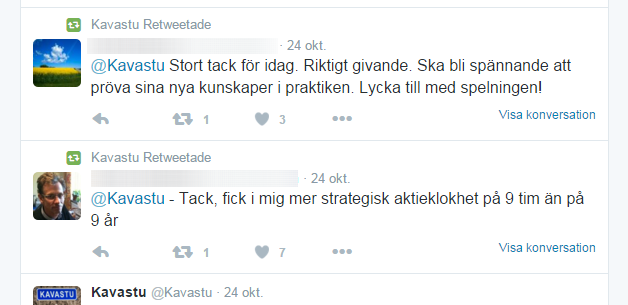 Kavastu Retweetade
· 24 okt.
@Kavastu Stort tack för idag. Riktigt givande. Ska bli spännande att
pröva sina nya kunskaper i praktiken. Lycka till med spelningen!
1 3 Visa konversation
Kavastu Retweetade
· 24 okt.
@Kavastu - Tack, fick i mig mer strategisk aktieklokhet på 9 tim än på
9 år
1 7 Visa konversation
KAVASTU Kavastu @Kavastu · 24 okt.